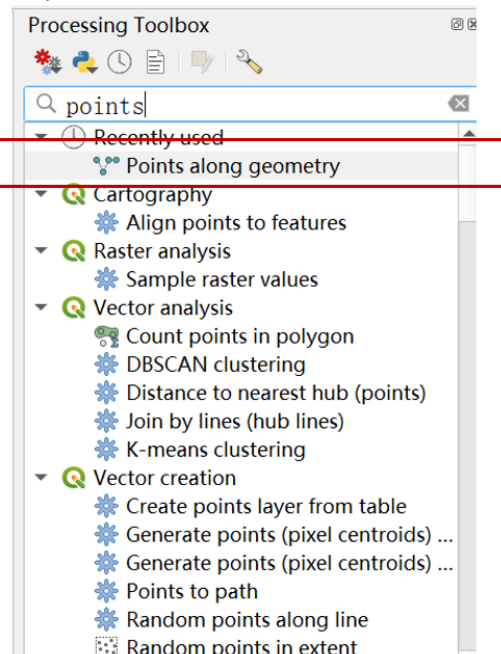 Processing Toolbox
points
Recently used
Points along geometry
Cartography
Align points to features
Raster analysis
Sample raster values
Vector analysis
Count points in polygon
DBSCAN clustering
Distance to nearest hub (points)
Join by lines (hub lines)
K-means clustering
Vector creation
Create points layer from table
Generate points (pixel centroids) ...
Generate points (pixel centroids) ...
Points to path
Random points along line
Random points in extent